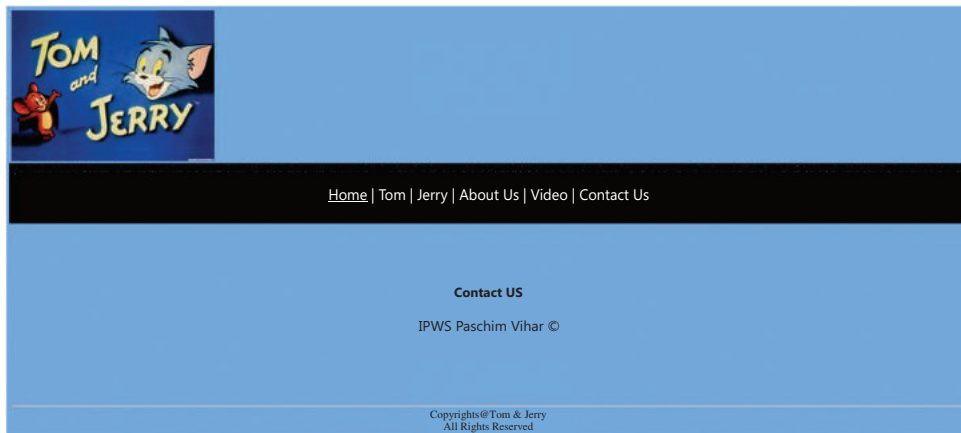 TOM
and
JERRY
Home | Tom | Jerry | About Us | Video | Contact Us
Contact US
IPWS Paschim Vihar ©
Copyrights@Tom & Jerry
All Rights Reserved